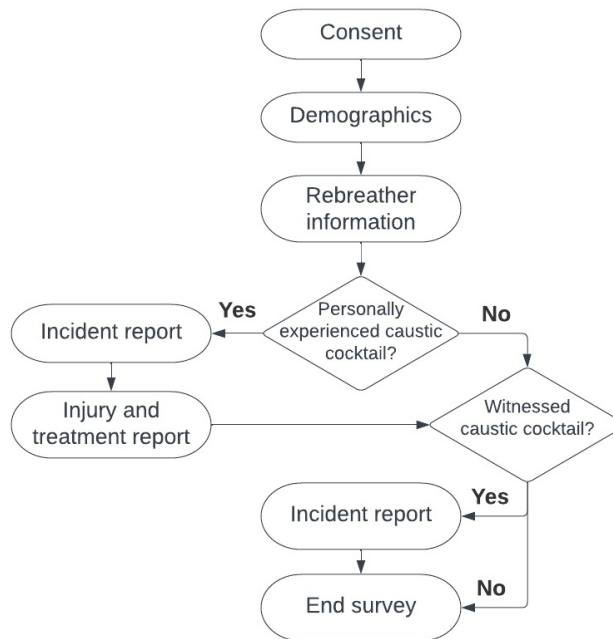 Consent
Demographics
Rebreather
information
Personally
experienced caustic
cocktail?
Yes
No
Incident report
Injury and
treatment report
Witnessed
caustic cocktail?
Yes
Incident report
No
End survey